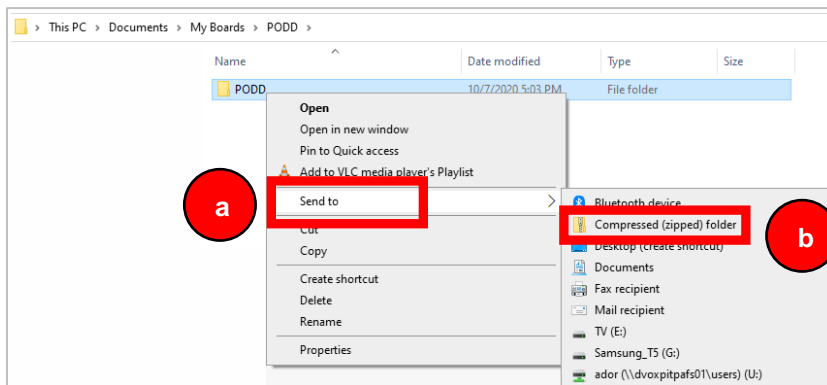 This PC > Documents > My Boards > PODD >
Name Date modified Type Size
PODD 10/7/2020 5:03 PM File folder
Open
Open in new window
Pin to Quick access
Add to VLC media player's Playlist
a
Send to
Cut
Copy
Create shortcut
Delete
Rename
Properties
Bluetooth device
Compressed (zipped) folder
b
Desktop (create shortcut)
Documents
Fax recipient
Mail recipient
TV (E:)
Samsung_T5 (G:)
ador (\\dvoxpitpafs01\users) (U:)